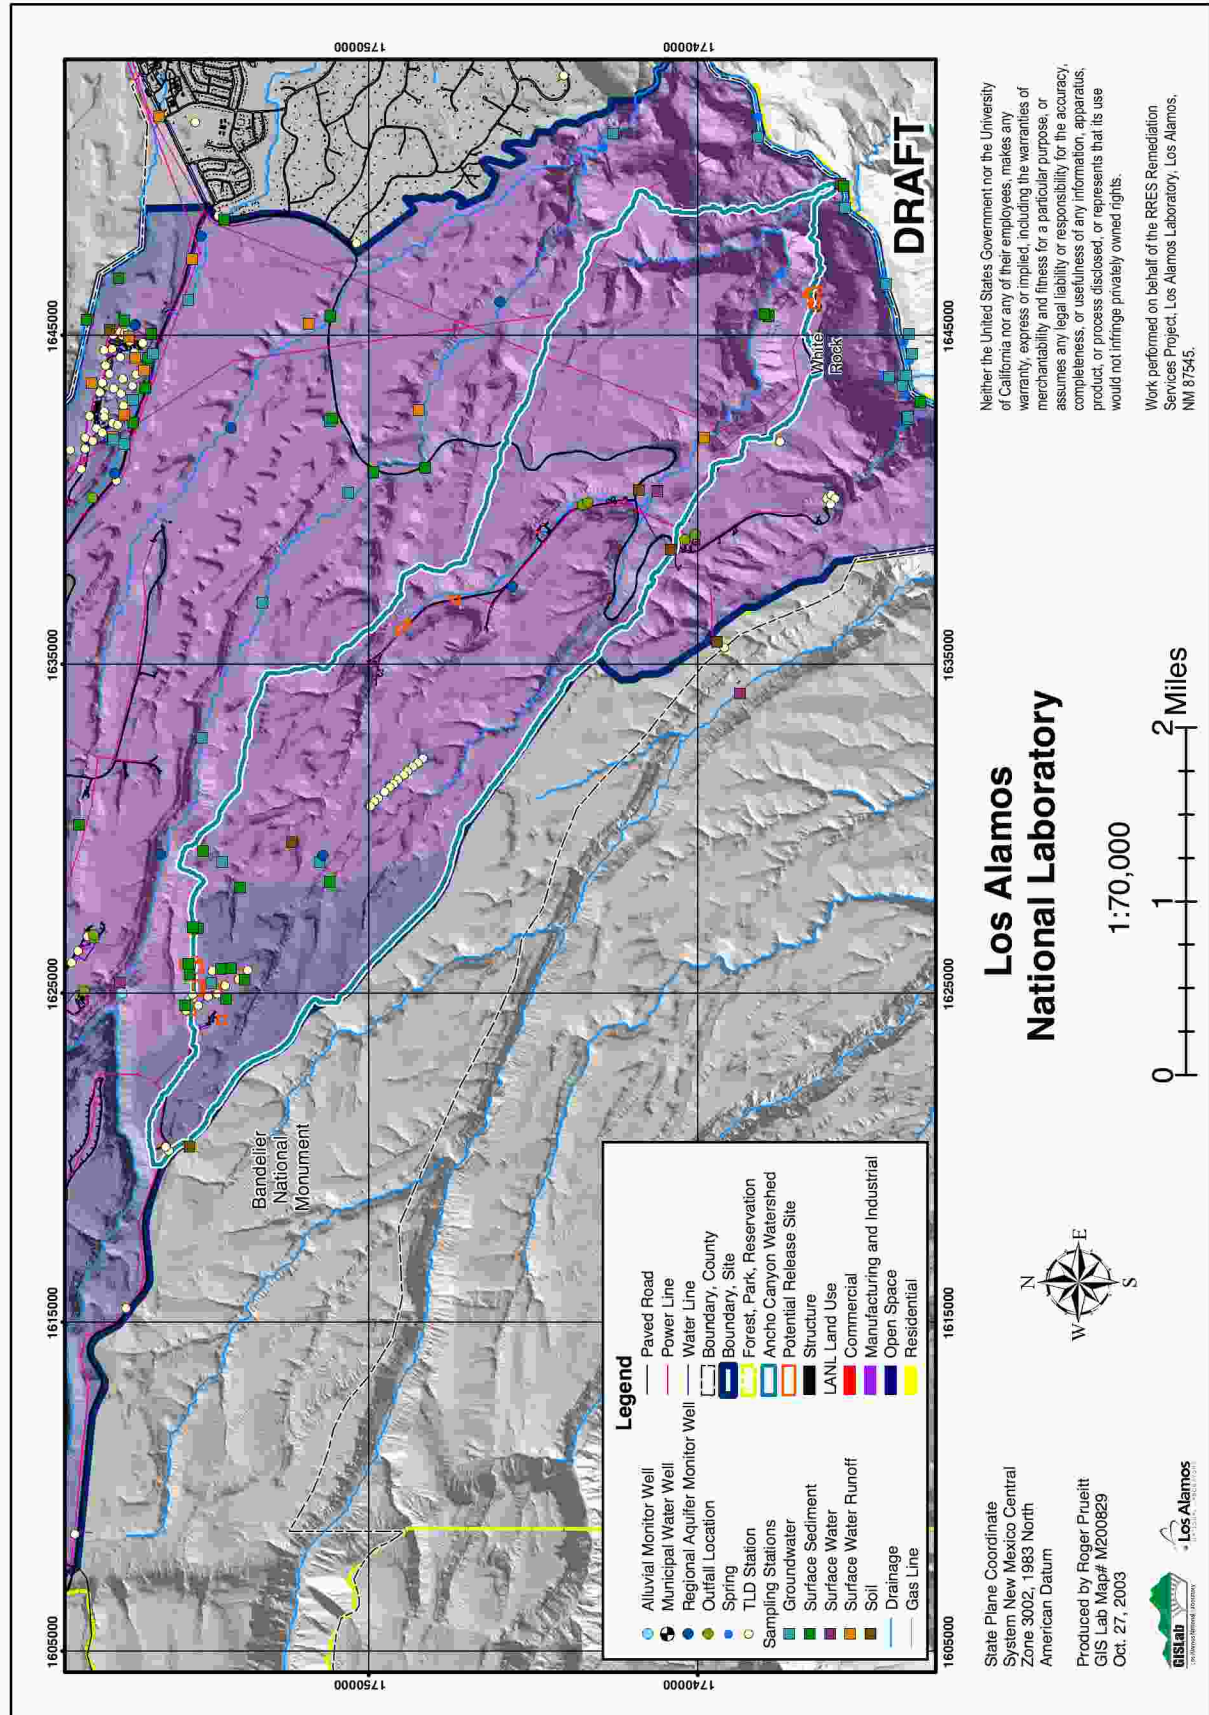 1605000
1615000
1625000
1635000
1645000
1750000
1750000
1740000
1740000
Bandelier
National
Monument
White
Rock
DRAFT
Legend
Alluvial Monitor Well
Municipal Water Well
Regional Aquifer Monitor Well
Outfall Location
Spring
TLD Station
Sampling Stations
Groundwater
Surface Sediment
Surface Water
Surface Water Runoff
Soil
Drainage
Gas Line
Paved Road
Power Line
Water Line
Boundary, County
Boundary, Site
Forest, Park, Reservation
Ancho Canyon Watershed
Potential Release Site
Structure
LANL Land Use
Commercial
Manufacturing and Industrial
Open Space
Residential
1605000
1615000
1625000
1635000
1645000
State Plane Coordinate
System New Mexico Central
Zone 3002, 1983 North
American Datum
Produced by Roger Prueitt
GIS Lab Map# M200829
Oct. 27, 2003
GISLab
Los Alamos
N
W E
S
Los Alamos
National Laboratory
1:70,000
0 1 2 Miles
Neither the United States Government nor the University
of California nor any of their employees, makes any
warranty, express or implied, including the warranties of
merchantability and fitness for a particular purpose, or
assumes any legal liability or responsibility for the accuracy,
completeness, or usefulness of any information, apparatus,
product, or process disclosed, or represents that its use
would not infringe privately owned rights.
Work performed on behalf of the RRES Remediation
Services Project, Los Alamos Laboratory, Los Alamos,
NM 87545.